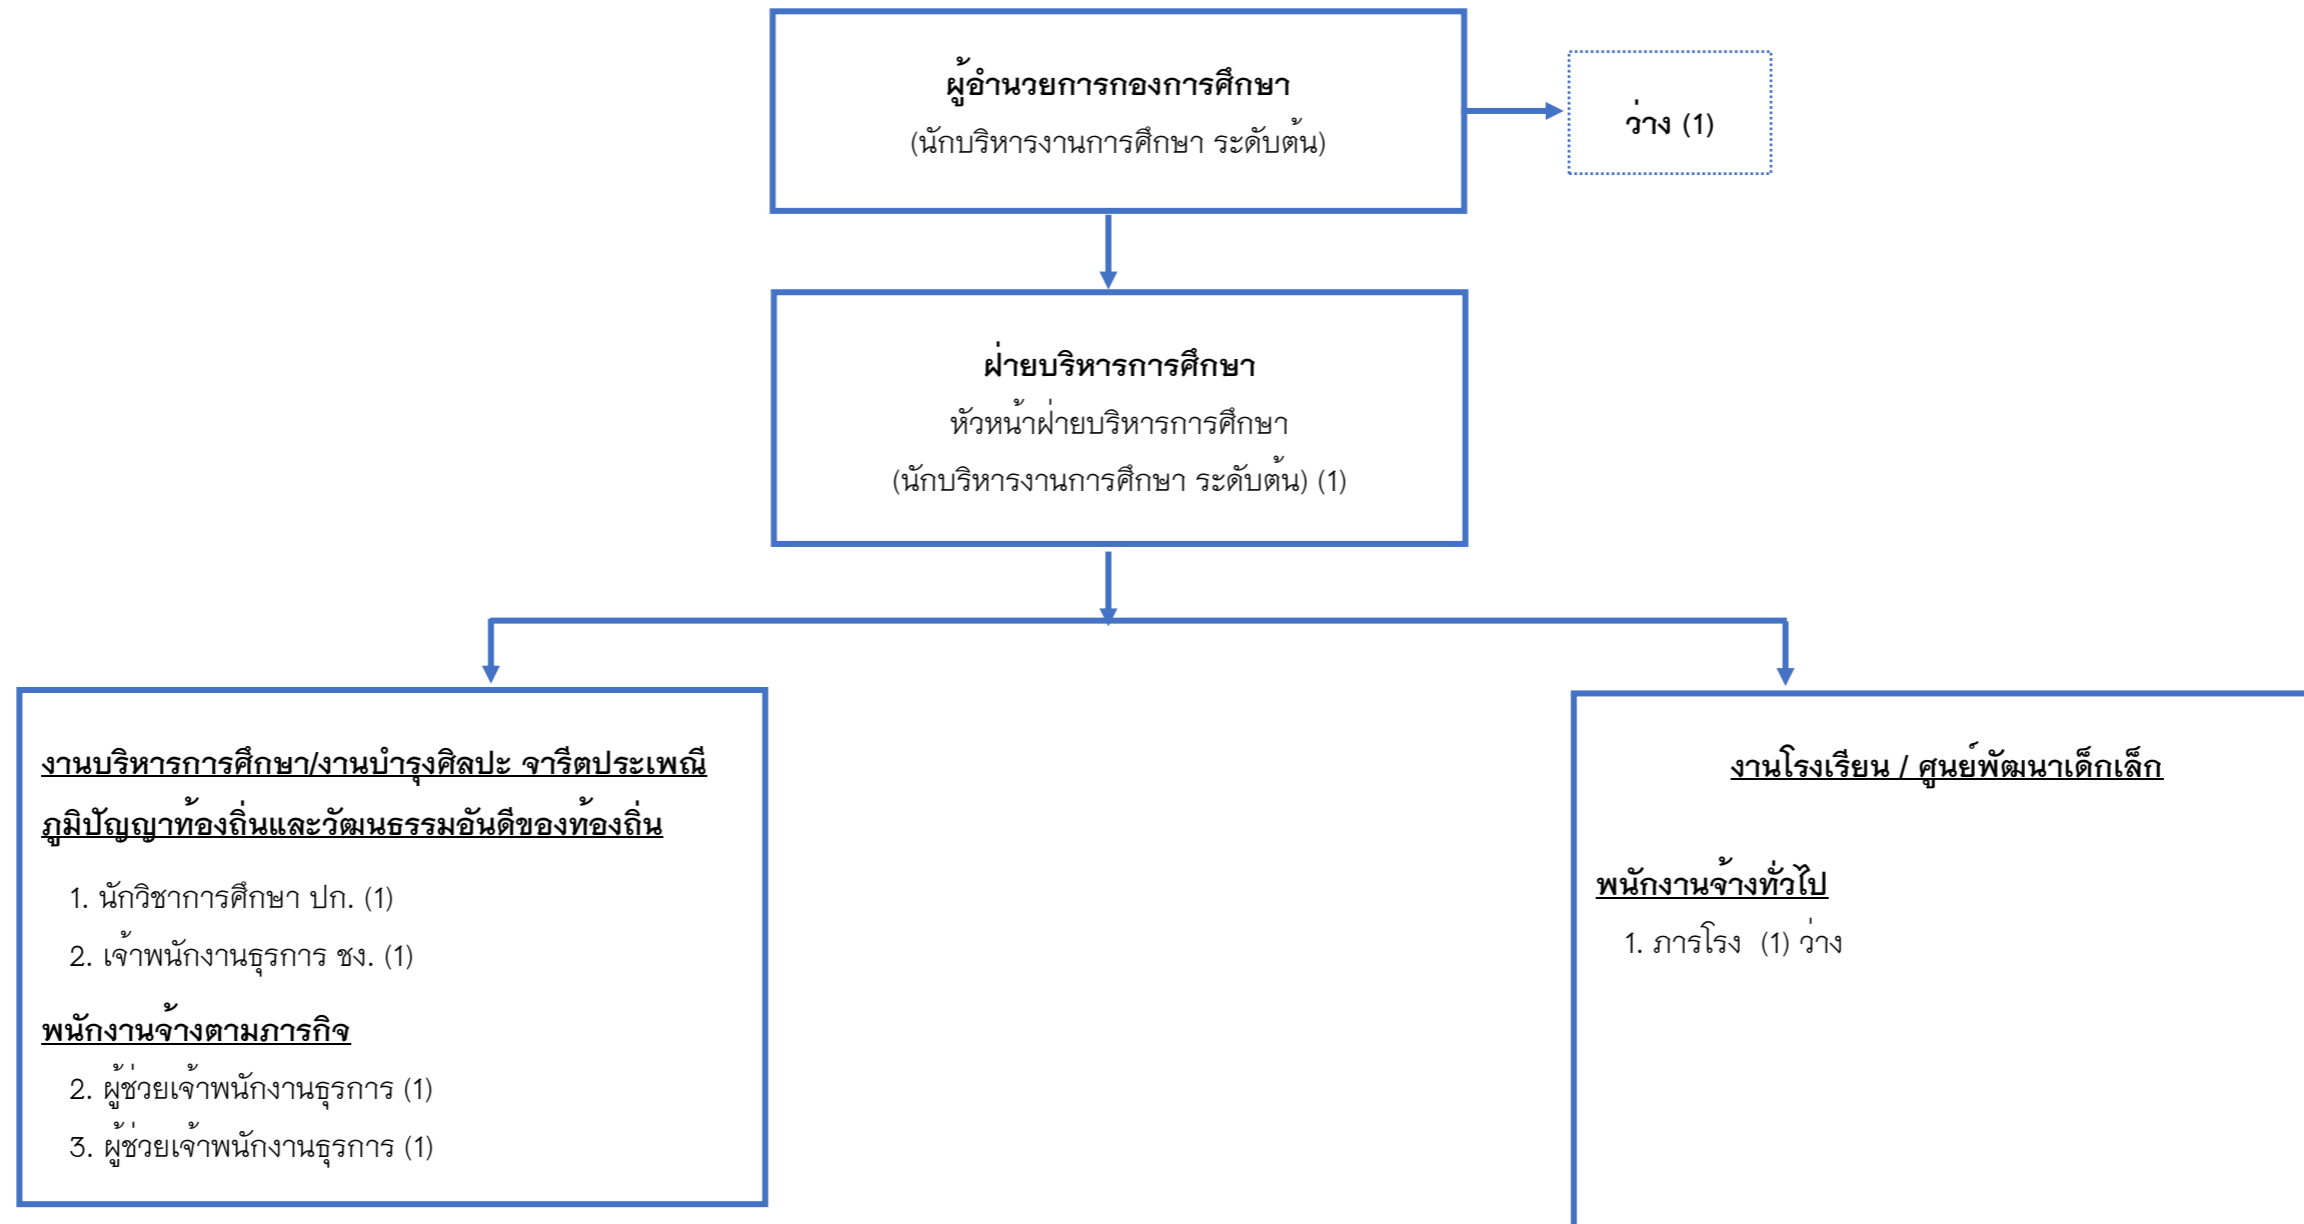 ผู้อำนวยการกองการศึกษา
(นักบริหารงานการศึกษา ระดับต้น)
ว่าง (1)
ฝ่ายบริหารการศึกษา
หัวหน้าฝ่ายบริหารการศึกษา
(นักบริหารงานการศึกษา ระดับต้น) (1)
งานบริหารการศึกษา/งานบำรุงศิลปะ จารีตประเพณี
ภูมิปัญญาท้องถิ่นและวัฒนธรรมอันดีของท้องถิ่น
1. นักวิชาการศึกษา ปก. (1)
2. เจ้าพนักงานธุรการ ชง. (1)
พนักงานจ้างตามภารกิจ
2. ผู้ช่วยเจ้าพนักงานธุรการ (1)
3. ผู้ช่วยเจ้าพนักงานธุรการ (1)
งานโรงเรียน / ศูนย์พัฒนาเด็กเล็ก
พนักงานจ้างทั่วไป
1. ภารโรง (1) ว่าง